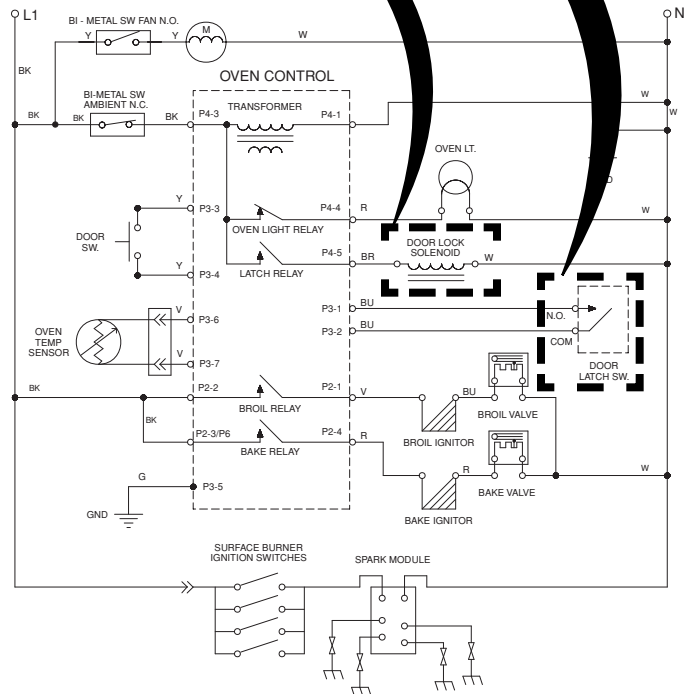 L1
BI - METAL SW FAN N.O.
N
Y
Y
M
W
BK
OVEN CONTROL
BI-METAL SW
AMBIENT N.C.
TRANSFORMER
W
BK
BK
BK
P4-3
P4-1
W
OVEN LT.
Y
P3-3
P4-4
R
W
OVEN LIGHT RELAY
DOOR LOCK
SOLENOID
DOOR
SW.
P4-5
BR
W
LATCH RELAY
Y
P3-4
P3-1
BU
N.O.
V
P3-6
P3-2
BU
COM
OVEN
TEMP
SENSOR
V
P3-7
DOOR
LATCH SW.
BK
P2-2
P2-1
V
BU
BROIL RELAY
BROIL VALVE
BK
P2-3/P6
P2-4
R
BROIL IGNITOR
BAKE RELAY
R
W
G
P3-5
BAKE VALVE
GND
BAKE IGNITOR
SURFACE BURNER
IGNITION SWITCHES
SPARK MODULE